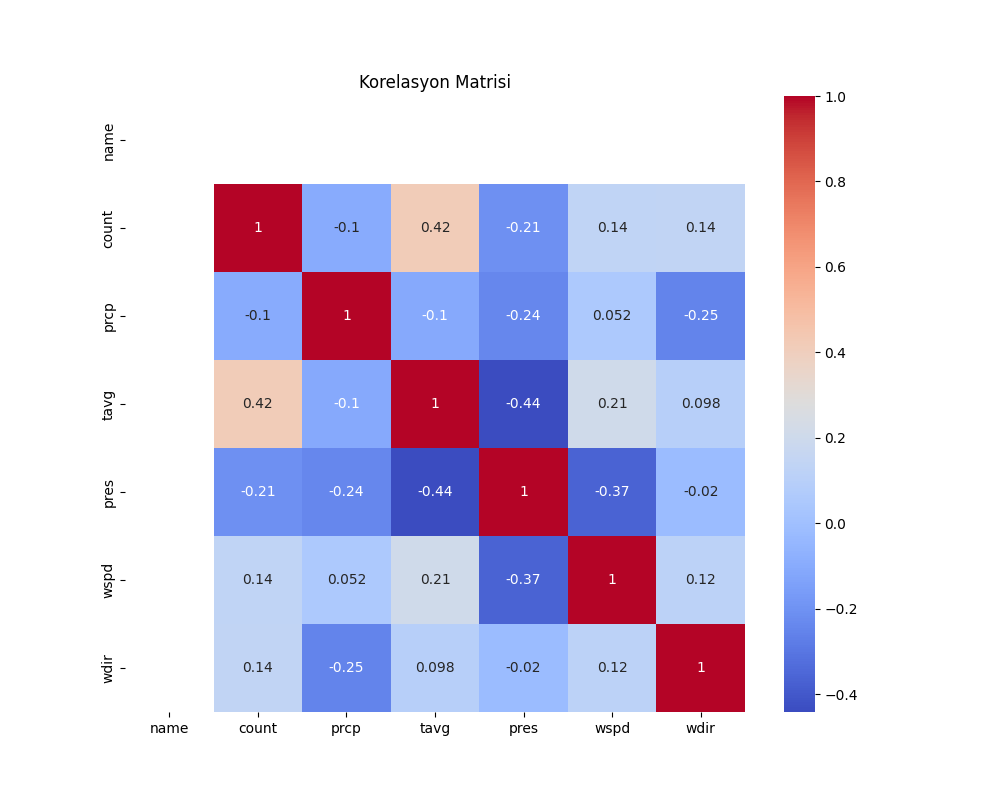 Korelasyon Matrisi
name
count 1 -0.1 0.42 -0.21 0.14 0.14
prcp -0.1 1 -0.1 -0.24 0.052 -0.25
tavg 0.42 -0.1 1 -0.44 0.21 0.098
pres -0.21 -0.24 -0.44 1 -0.37 -0.02
wspd 0.14 0.052 0.21 -0.37 1 0.12
wdir 0.14 -0.25 0.098 -0.02 0.12 1
name count prcp tavg pres wspd wdir
1.0
0.8
0.6
0.4
0.2
0.0
−0.2
−0.4